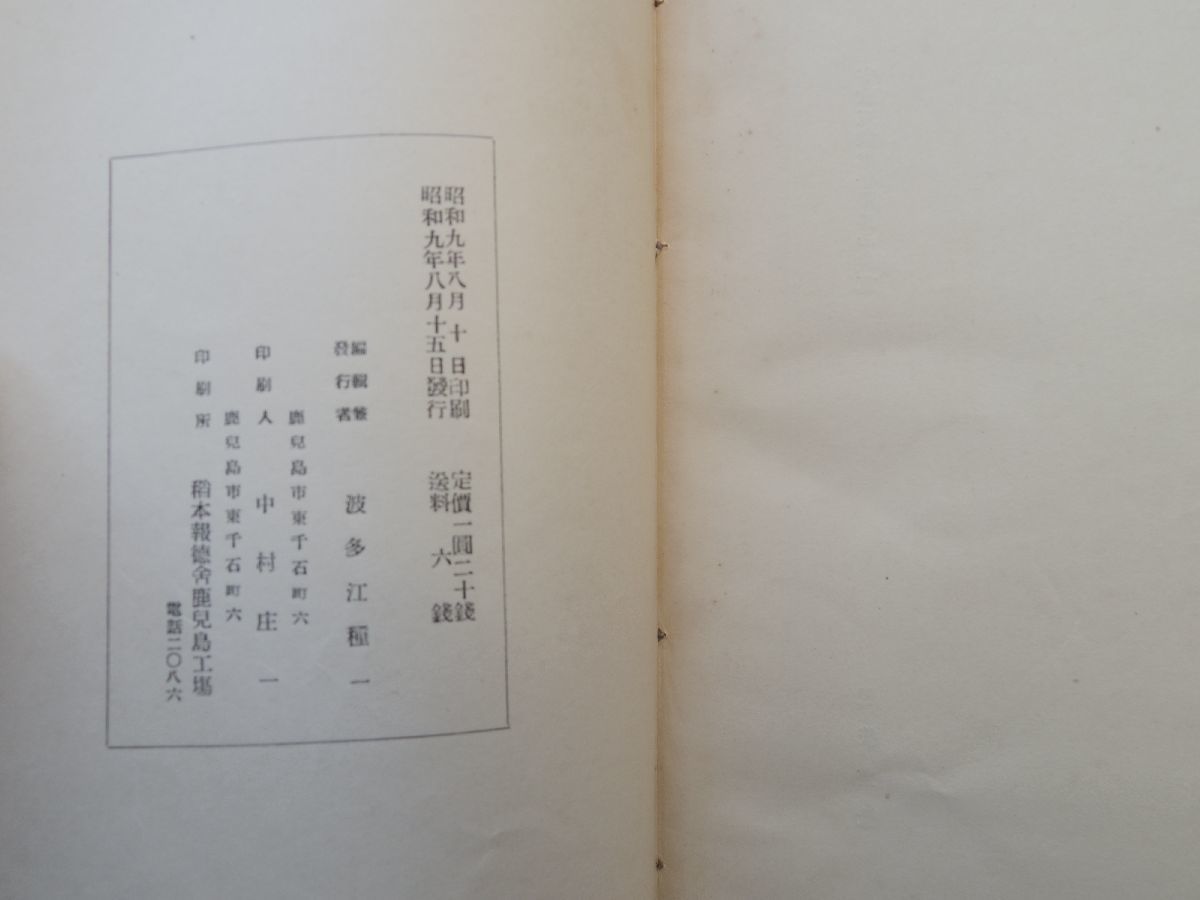 昭和九年八月十日印刷
昭和九年八月十五日發行
定價一圓二十錢
送料六錢
編輯兼
發行者
波多江種一
鹿兒島市東千石町六
印刷人
中村庄一
鹿兒島市東千石町六
印刷所
稻本報德舍鹿兒島工場
電話二〇八六